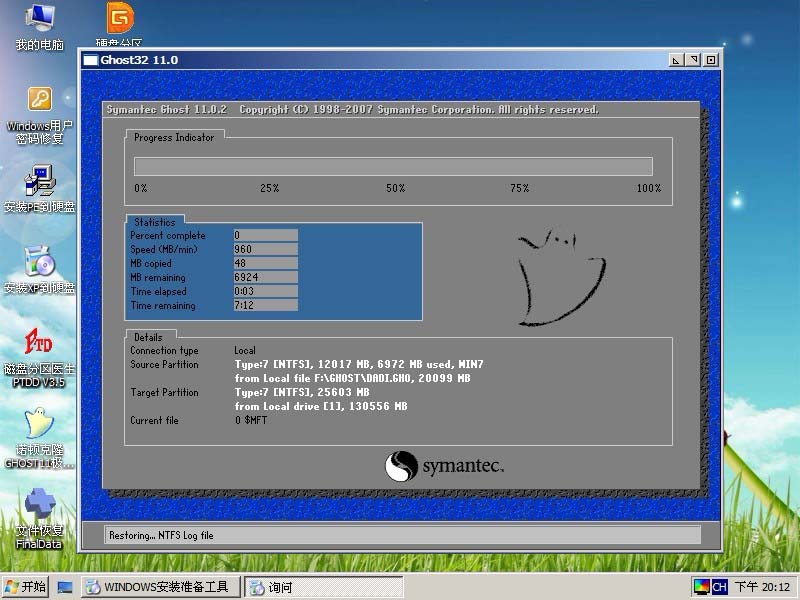 我的电脑
硬盘分区
Windows用户
密码修复
安装PE到硬盘
安装XP到硬盘
PTD
磁盘分区医生
PTDD V3.5
诺顿克隆
GHOST11极...
文件恢复
FinalData
Ghost32 11.0
Symantec Ghost 11.0.2 Copyright (C) 1998-2007 Symantec Corporation. All rights reserved.
Progress Indicator
0% 25% 50% 75% 100%
Statistics
Percent complete 0
Speed (MB/min) 960
MB copied 48
MB remaining 6924
Time elapsed 0:03
Time remaining 7:12
Details
Connection type Local
Source Partition Type:7 [NTFS], 12017 MB, 6972 MB used, WIN7
from Local file F:\GHOST\DADI.GHO, 20099 MB
Target Partition Type:7 [NTFS], 25603 MB
from Local drive [1], 130556 MB
Current file 0 $MFT
symantec.
Restoring... NTFS Log file
开始
WINDOWS安装准备工具
询问
CH
下午 20:12